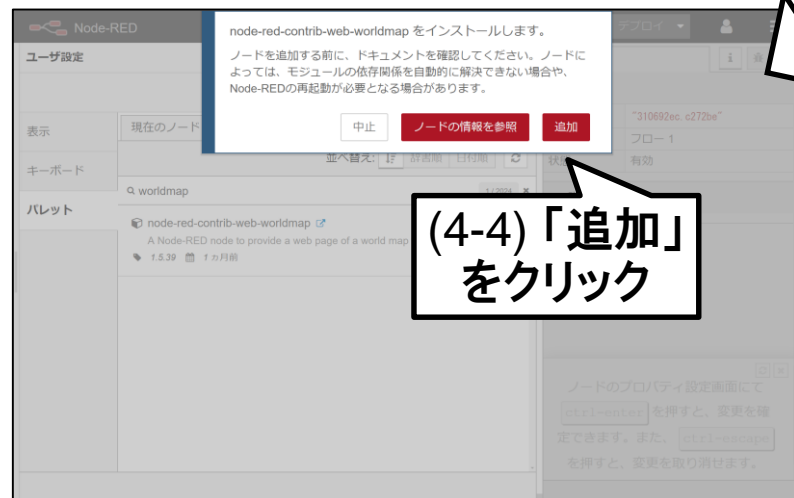 Node-RED
デプロイ
ユーザ設定
node-red-contrib-web-worldmap をインストールします。
ノードを追加する前に、ドキュメントを確認してください。ノードに
よっては、モジュールの依存関係を自動的に解決できない場合や、
Node-REDの再起動が必要となる場合があります。
中止
ノードの情報を参照
追加
表示
キーボード
パレット
現在のノード
並べ替え:
辞書順
日付順
worldmap
node-red-contrib-web-worldmap
A Node-RED node to provide a web page of a world map
1.5.39
1 カ月前
"310692ec.c272be"
フロー 1
有効
(4-4)「追加」
をクリック
ノードのプロパティ設定画面にて
ctrl-enter を押すと、変更を確
定できます。また、 ctrl-escape
を押すと、変更を取り消せます。